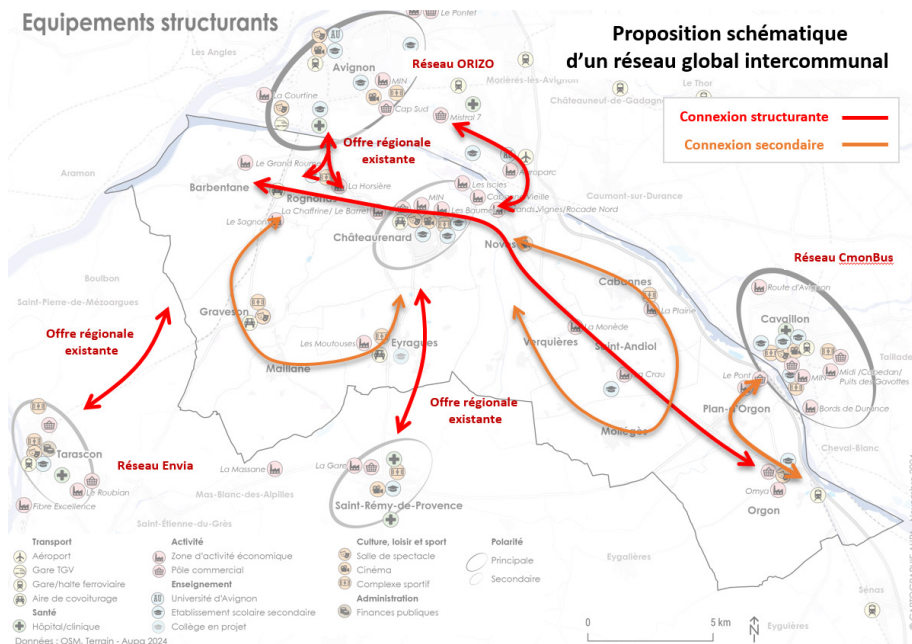 Equipements structurants
Proposition schématique
d'un réseau global intercommunal
Connexion structurante
Connexion secondaire
Le Pontet
Les Angles
Avignon
Réseau ORIZO
Morières-lès-Avignon
Le Thor
MIN
Châteauneuf-de-Gadagne
La Courtine
Cap Sud
Mistral 7
Aramon
Offre régionale
existante
Le Grand
Agroparc
Barbentane
La Horsière
Les Iscles
Rognonas
MIN
Caumont-sur-Durance
La Chaffrine/ Le Barret
Vignes/Rocade Nord
Le Sagnon
Châteaurenard
Noves
Réseau CmonBus
Boulbon
Cabannes
Route d'Avignon
Saint-Pierre-de-Mézoargues
La Prairie
Cavaillon
Graveson
Offre régionale
existante
La Monède
Les Moutouses
Eyragues
Verquières
Saint-Andiol
Taillade
Maillane
Le Pont
MIN
Midi /Cabedan/
Puits des Gavottes
La Crau
Plan-d'Orgon
Bords de Durance
Offre régionale
existante
Mollégès
Tarascon
Réseau Envia
La Massane
La Gare
Cheval-Blanc
Le Roubian
Mas-Blanc-des-Alpilles
Omya
Fibre Excellence
Saint-Rémy-de-Provence
Orgon
Saint-Étienne-du-Grès
Eygalières
Transport
Aéroport
Gare TGV
Gare/halte ferroviaire
Aire de covoiturage
Santé
Hôpital/clinique
Activité
Zone d'activité économique
Pôle commercial
Enseignement
AU Université d'Avignon
Etablissement scolaire secondaire
Collège en projet
Culture, loisir et sport
Salle de spectacle
Cinéma
Complexe sportif
Administration
Finances publiques
Polarité
Principale
Secondaire
Sénas
Eyguières
0 5 km
N
Données : OSM, Terrain - Aupa 2024